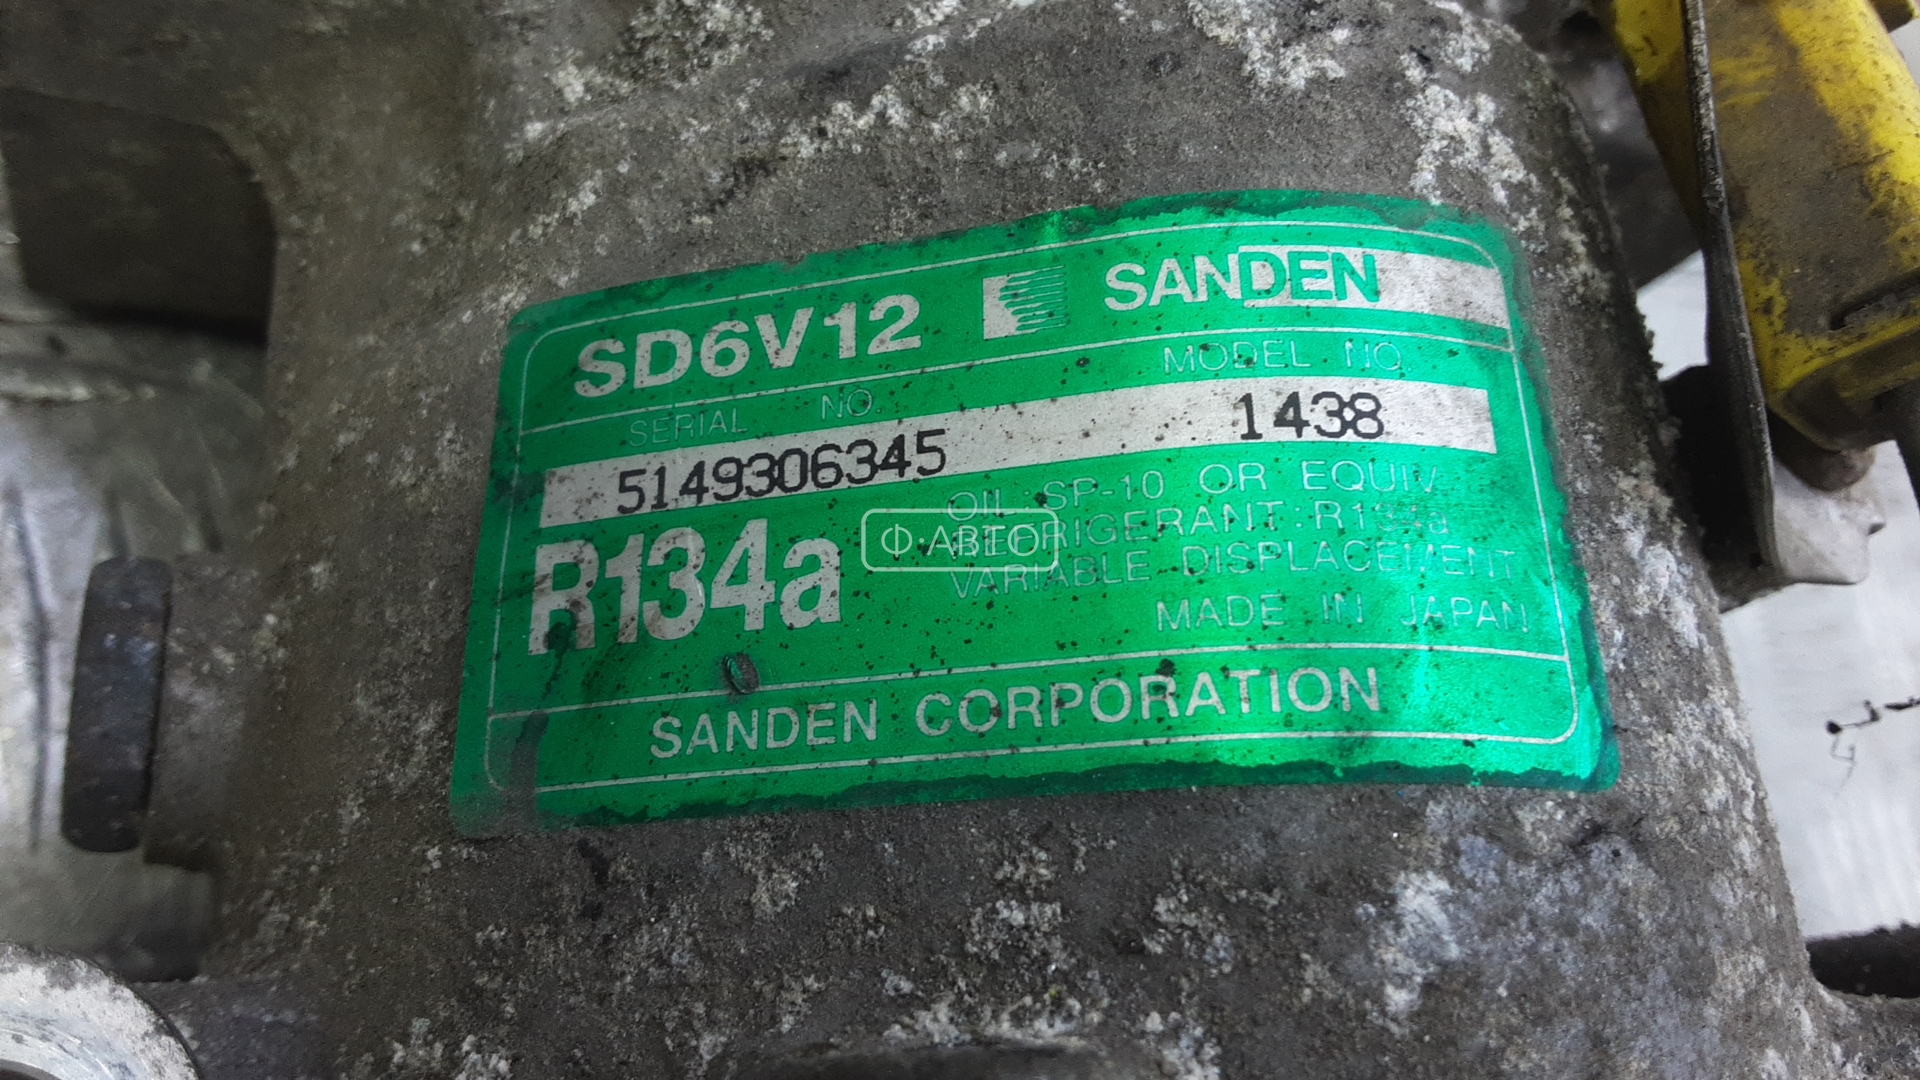 SD6V12 SANDEN
SERIAL NO. MODEL NO.
5149306345 1438
R134a
OIL : SP-10 OR EQUIV
REFRIGERANT : R134a
VARIABLE DISPLACEMENT
MADE IN JAPAN
SANDEN CORPORATION
Ф·АВТО